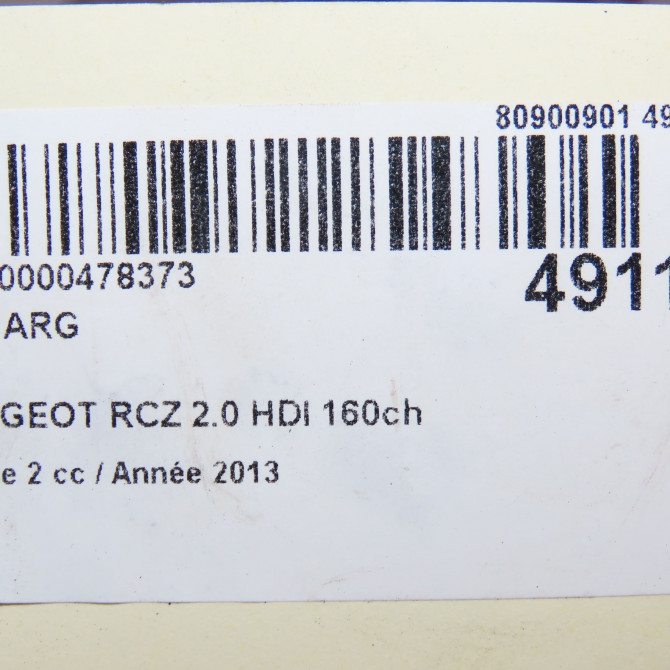 80900901 49
0000478373
4911
ARG
GEOT RCZ 2.0 HDI 160ch
e 2 cc / Année 2013